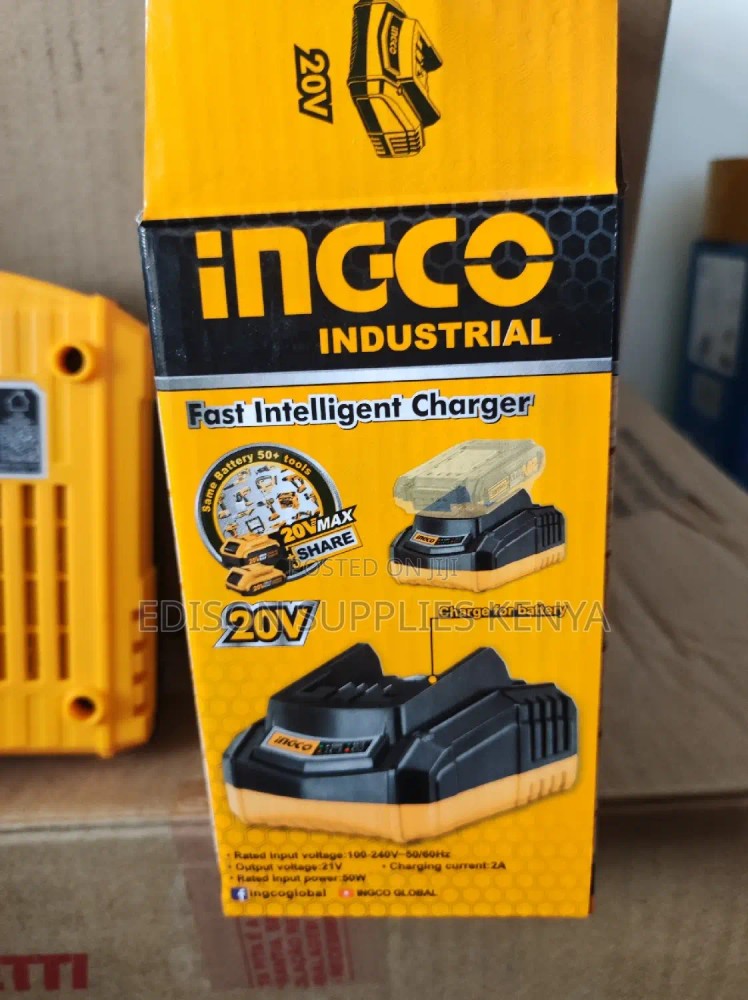 INGCO
20V
INGCO
INDUSTRIAL
Fast Intelligent Charger
Same Battery 50+ tools
20V MAX
SHARE
INGCO
POSTED ON JIJI
EDISON SUPPLIES KENYA
20V
Charge for battery
INGCO
· Rated input voltage:100-240V~50/60Hz
· Output voltage:21V · Charging current:2A
· Rated input power:50W
ingcoglobal INGCO GLOBAL
ETTI